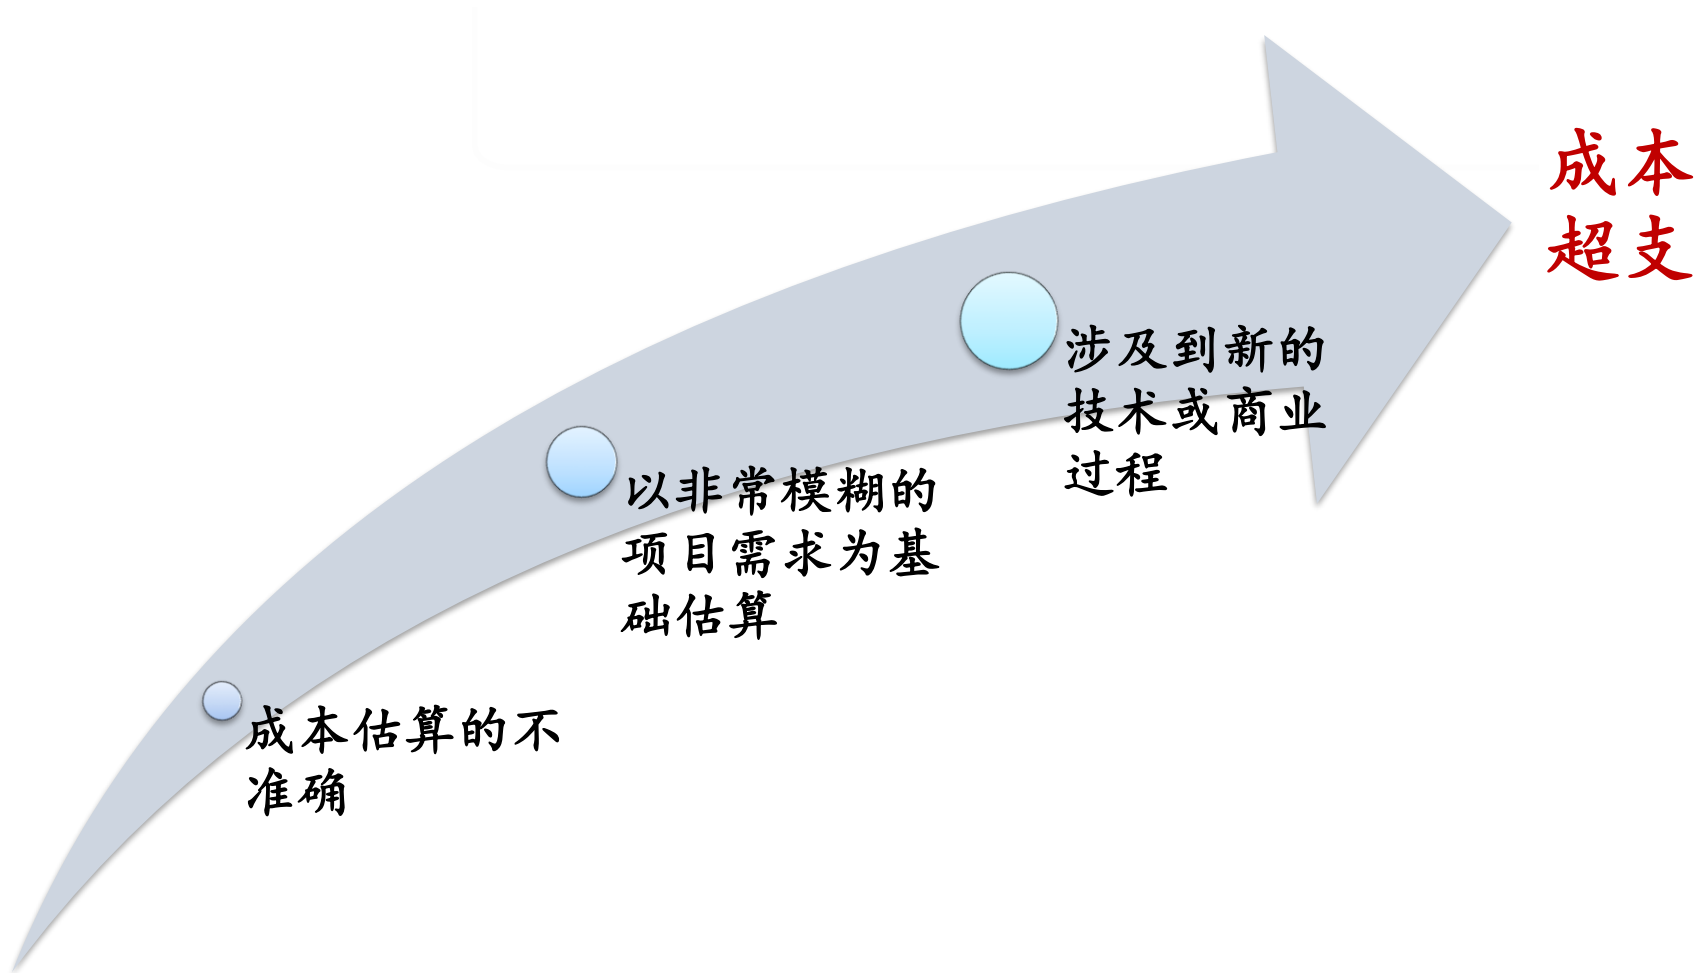 成本
超支
涉及到新的
技术或商业
过程
以非常模糊的
项目需求为基
础估算
成本估算的不
准确